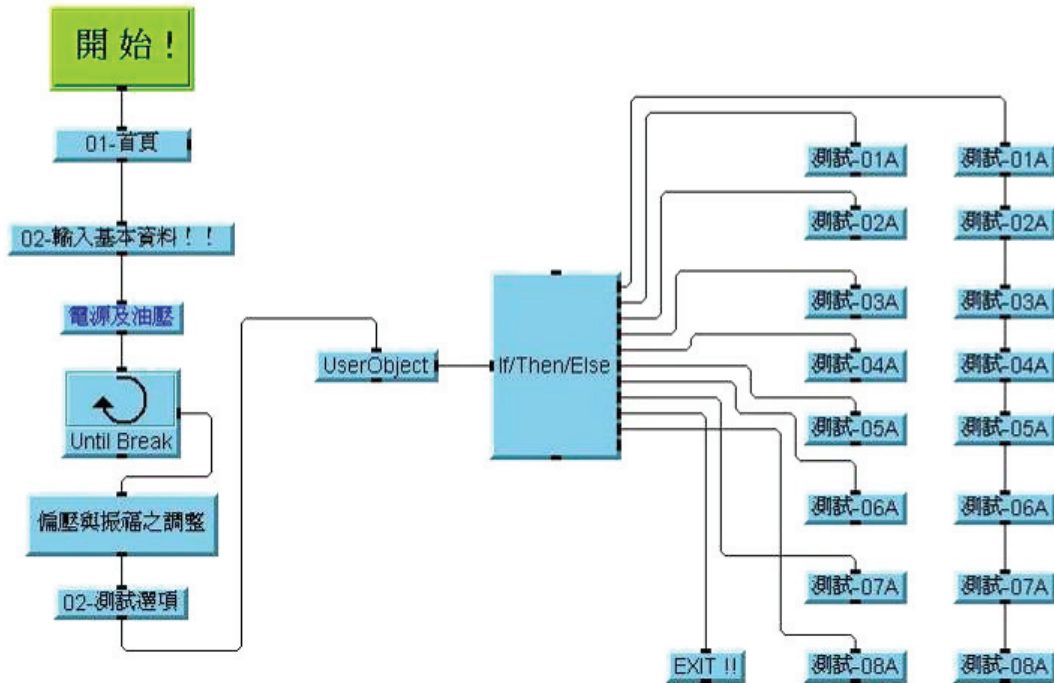 開 始 !
01-首頁
02-輸入基本資料！！
電源及油壓
Until Break
偏壓與振福之調整
02-測試選項
UserObject
If/Then/Else
EXIT !!
測試-01A
測試-02A
測試-03A
測試-04A
測試-05A
測試-06A
測試-07A
測試-08A
測試-01A
測試-02A
測試-03A
測試-04A
測試-05A
測試-06A
測試-07A
測試-08A